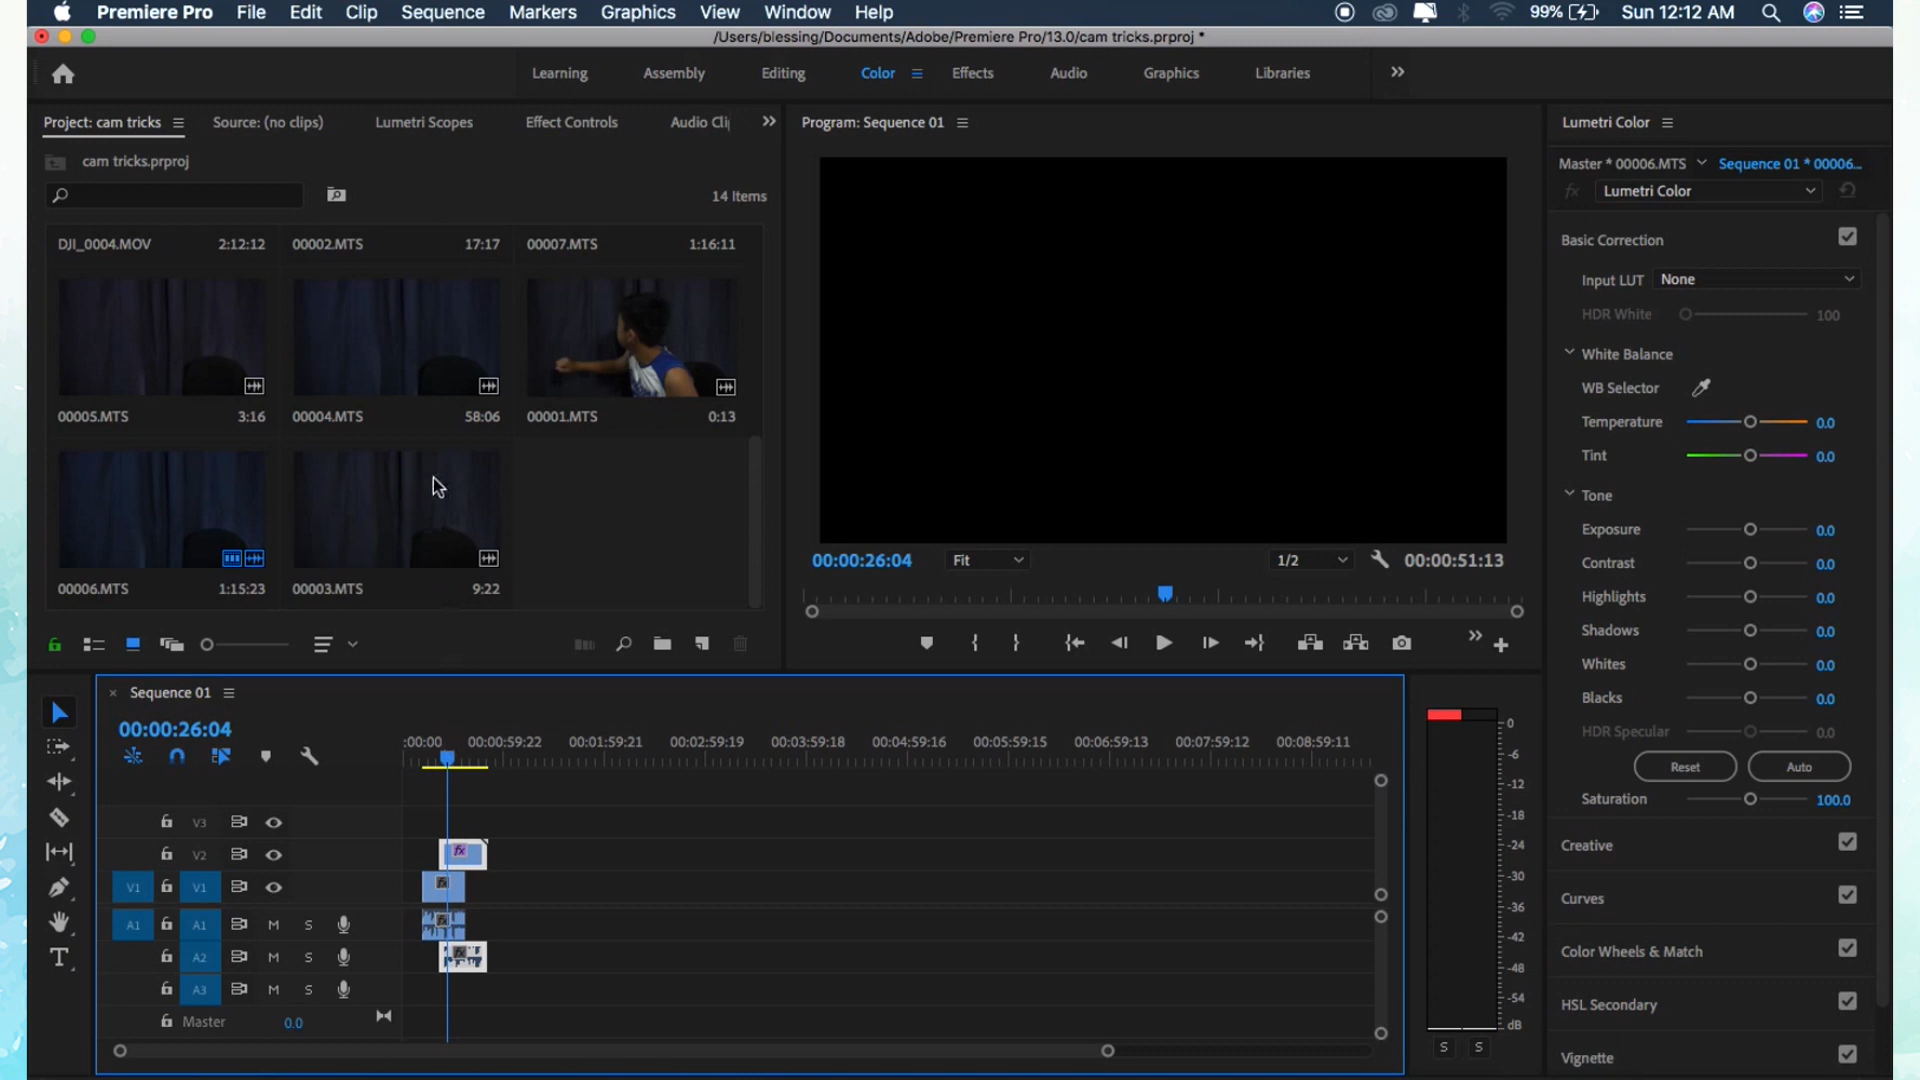 Premiere Pro File Edit Clip Sequence Markers Graphics View Window Help 99% Sun 12:12 AM
/Users/blessing/Documents/Adobe/Premiere Pro/13.0/cam tricks.prproj *
Learning Assembly Editing Color Effects Audio Graphics Libraries
Project: cam tricks Source: (no clips) Lumetri Scopes Effect Controls Audio Cli
cam tricks.prproj
14 Items
DJI_0004.MOV 2:12:12 00002.MTS 17:17 00007.MTS 1:16:11
00005.MTS 3:16 00004.MTS 58:06 00001.MTS 0:13
00006.MTS 1:15:23 00003.MTS 9:22
Program: Sequence 01
00:00:26:04 Fit 1/2 00:00:51:13
Lumetri Color
Master * 00006.MTS Sequence 01 * 00006...
fx Lumetri Color
Basic Correction
Input LUT None
HDR White 100
White Balance
WB Selector
Temperature 0.0
Tint 0.0
Tone
Exposure 0.0
Contrast 0.0
Highlights 0.0
Shadows 0.0
Whites 0.0
Blacks 0.0
HDR Specular 0.0
Reset Auto
Saturation 100.0
Creative
Curves
Color Wheels & Match
HSL Secondary
Vignette
Sequence 01
00:00:26:04
:00:00 00:00:59:22 00:01:59:21 00:02:59:19 00:03:59:18 00:04:59:16 00:05:59:15 00:06:59:13 00:07:59:12 00:08:59:11
V3
V2 fx
V1 V1 fx
A1 A1 M S fx
A2 M S fx
A3 M S
Master 0.0
T
0
-6
-12
-18
-24
-30
-36
-42
-48
-54
dB
S S